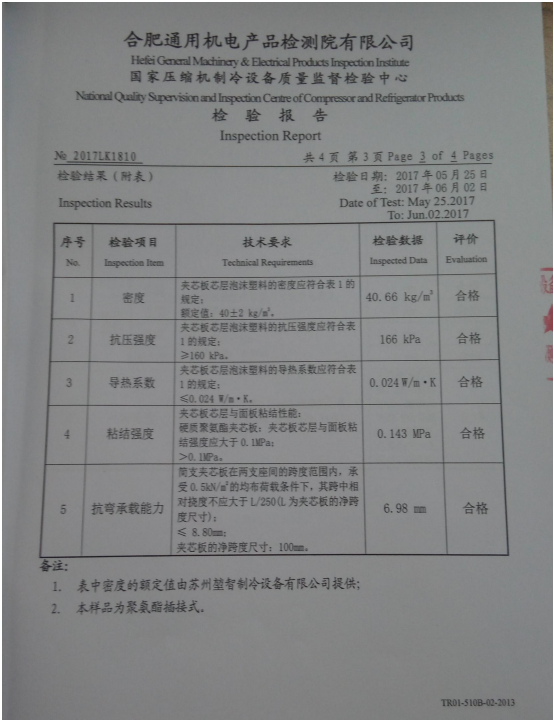 合肥通用机电产品检测院有限公司
Hefei General Machinery & Electrical Products Inspection Institute
国家压缩机制冷设备质量监督检验中心
National Quality Supervision and Inspection Centre of Compressor and Refrigerator Products
检 验 报 告
Inspection Report
№ 2017LK1810 共 4 页 第 3 页 Page 3 of 4 Pages
检验结果（附表） 检验日期: 2017 年 05 月 25 日
至: 2017 年 06 月 02 日
Inspection Results Date of Test: May 25.2017
To: Jun.02.2017
序号 检验项目 技术要求 检验数据 评价
No. Inspection Item Technical Requirements Inspected Data Evaluation
夹芯板芯层泡沫塑料的密度应符合表 1 的
1 密度 规定; 40.66 kg/m³ 合格
额定值: 40±2 kg/m³。
夹芯板芯层泡沫塑料的抗压强度应符合表
2 抗压强度 1 的规定; 166 kPa 合格
≥160 kPa。
夹芯板芯层泡沫塑料的导热系数应符合表
3 导热系数 1 的规定; 0.024 W/m·K 合格
≤0.024 W/m·K。
夹芯板芯层与面板粘结性能:
硬质聚氨酯夹芯板: 夹芯板芯层与面板粘
4 粘结强度 结强度应大于 0.1MPa; 0.143 MPa 合格
>0.1MPa。
简支夹芯板在两支座间的跨度范围内, 承
受 0.5kN/m²的均布荷载条件下, 其跨中相
5 抗弯承载能力 对挠度不应大于 L/250(L 为夹芯板的净跨 6.98 mm 合格
度尺寸);
≤ 8.80mm;
夹芯板的净跨度尺寸: 100mm。
备注:
1. 表中密度的额定值由苏州堃智制冷设备有限公司提供;
2. 本样品为聚氨酯插接式。
TR01-510B-02-2013